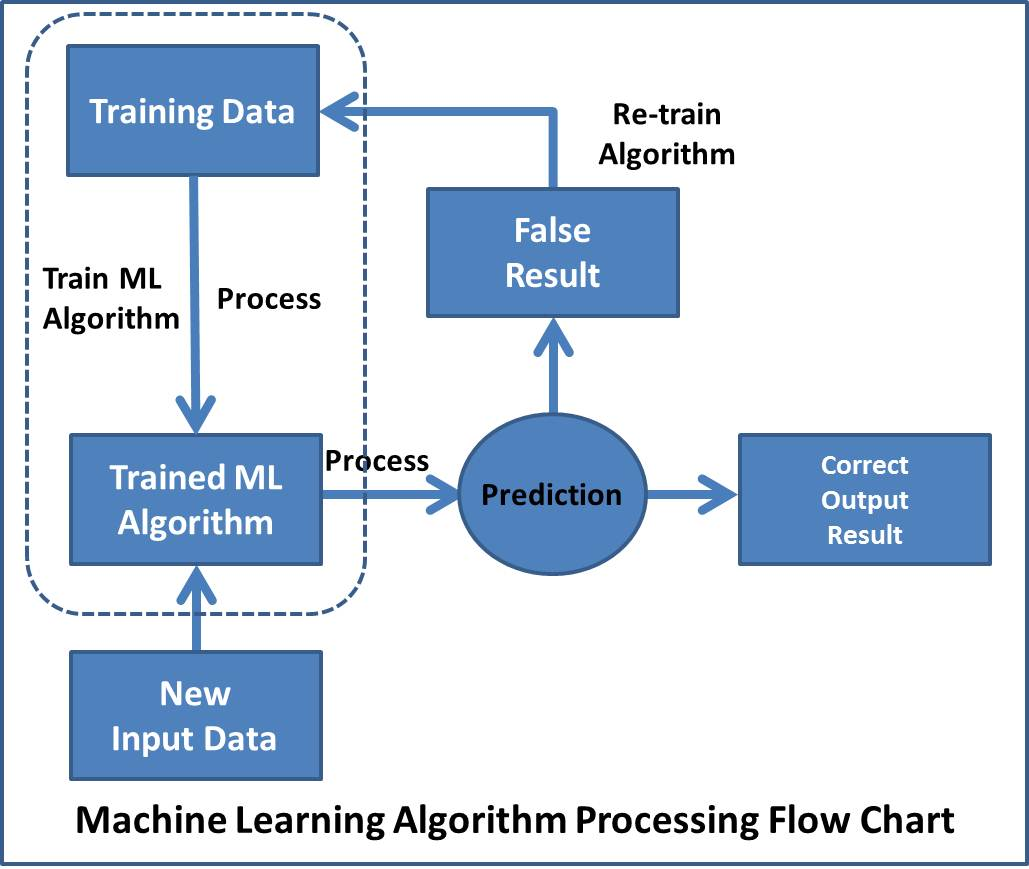 Training Data
Re-train
Algorithm
False
Result
Train ML
Algorithm
Process
Trained ML
Algorithm
Process
Prediction
Correct
Output
Result
New
Input Data
Machine Learning Algorithm Processing Flow Chart